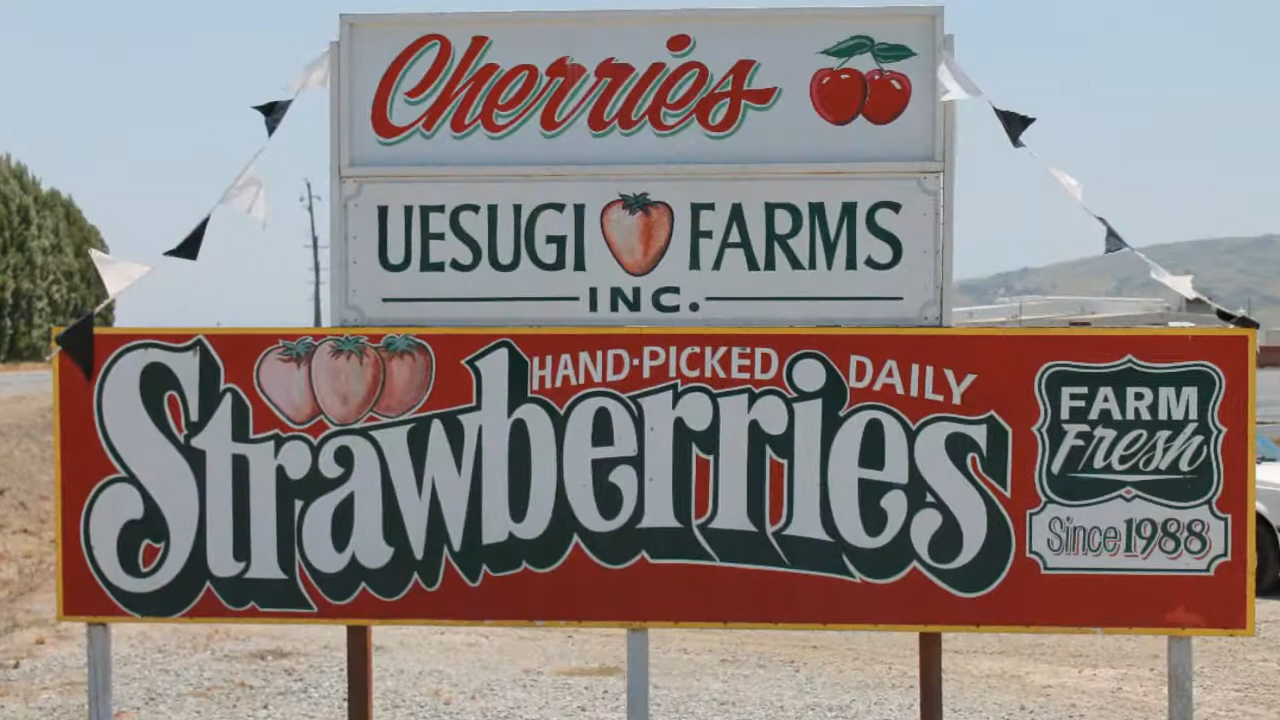 Cherries
UESUGI FARMS
INC.
HAND-PICKED DAILY
Strawberries
FARM
Fresh
Since 1988